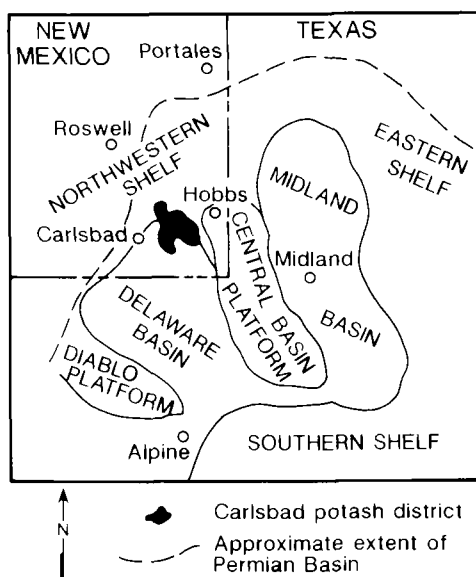 NEW
MEXICO
TEXAS
Portales
Roswell
NORTHWESTERN
SHELF
EASTERN
SHELF
MIDLAND
Hobbs
Carlsbad
CENTRAL BASIN
PLATFORM
Midland
BASIN
DELAWARE
BASIN
DIABLO
PLATFORM
Alpine
SOUTHERN SHELF
N
Carlsbad potash district
Approximate extent of
Permian Basin